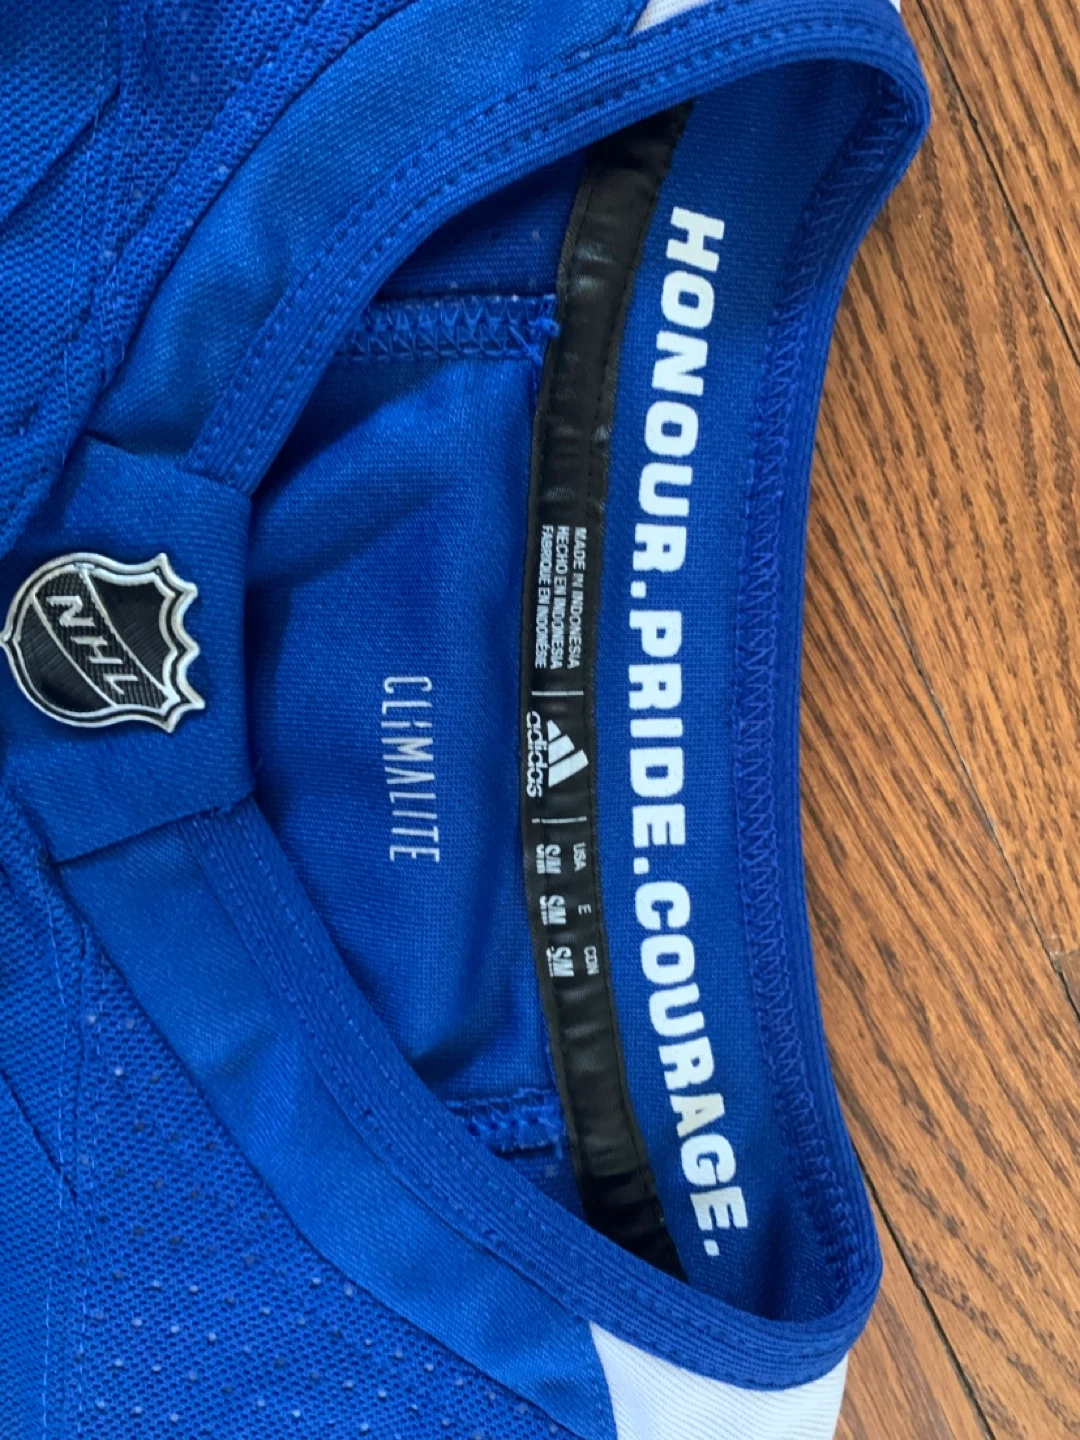 HONOUR.PRIDE.COURAGE.
MADE IN INDONESIA
HECHO EN INDONESIA
FABRIQUÉ EN INDONÉSIE
adidas
USA E CDN
S/M S/M S/M
CLIMALITE
NHL